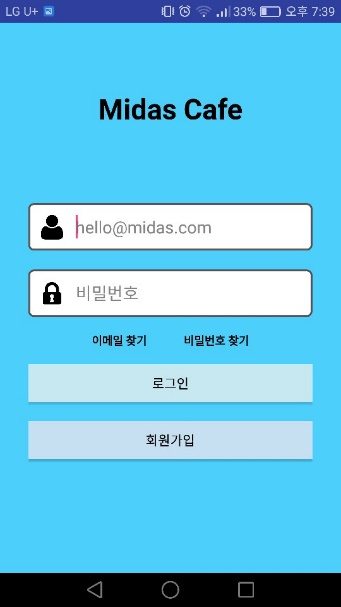 LG U+ 33% 오후 7:39
Midas Cafe
hello@midas.com
비밀번호
이메일 찾기 비밀번호 찾기
로그인
회원가입